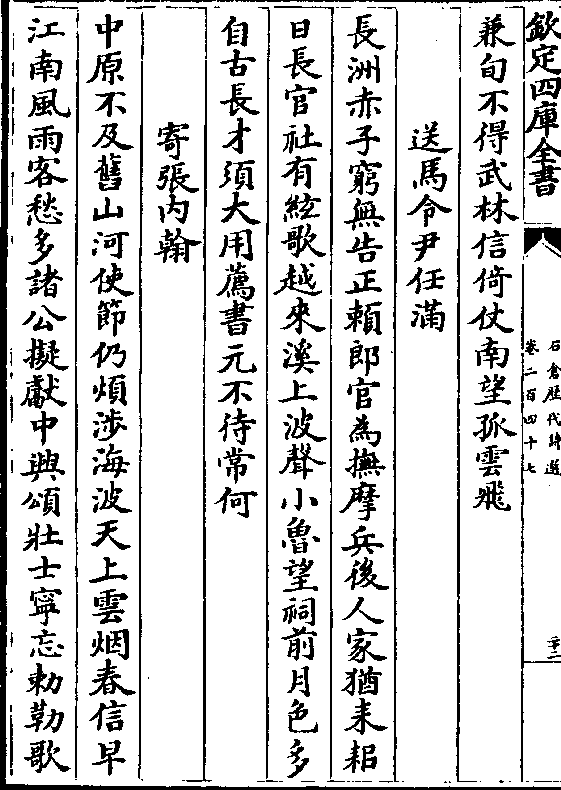 欽定四庫全書
石倉歷代詩選
卷二百四十七
二十二
兼旬不得武林信倚仗南望孤雲飛
送馬令尹任滿
長洲赤子窮無告正賴郎官為撫摩兵後人家猶耒耜
日長官社有絃歌越來溪上波聲小魯望祠前月色多
自古長才須大用薦書元不待常何
寄張内翰
中原不及舊山河使節仍煩涉海波天上雲烟春信早
江南風雨客愁多諸公擬獻中興頌壯士寧忘勅勒歌